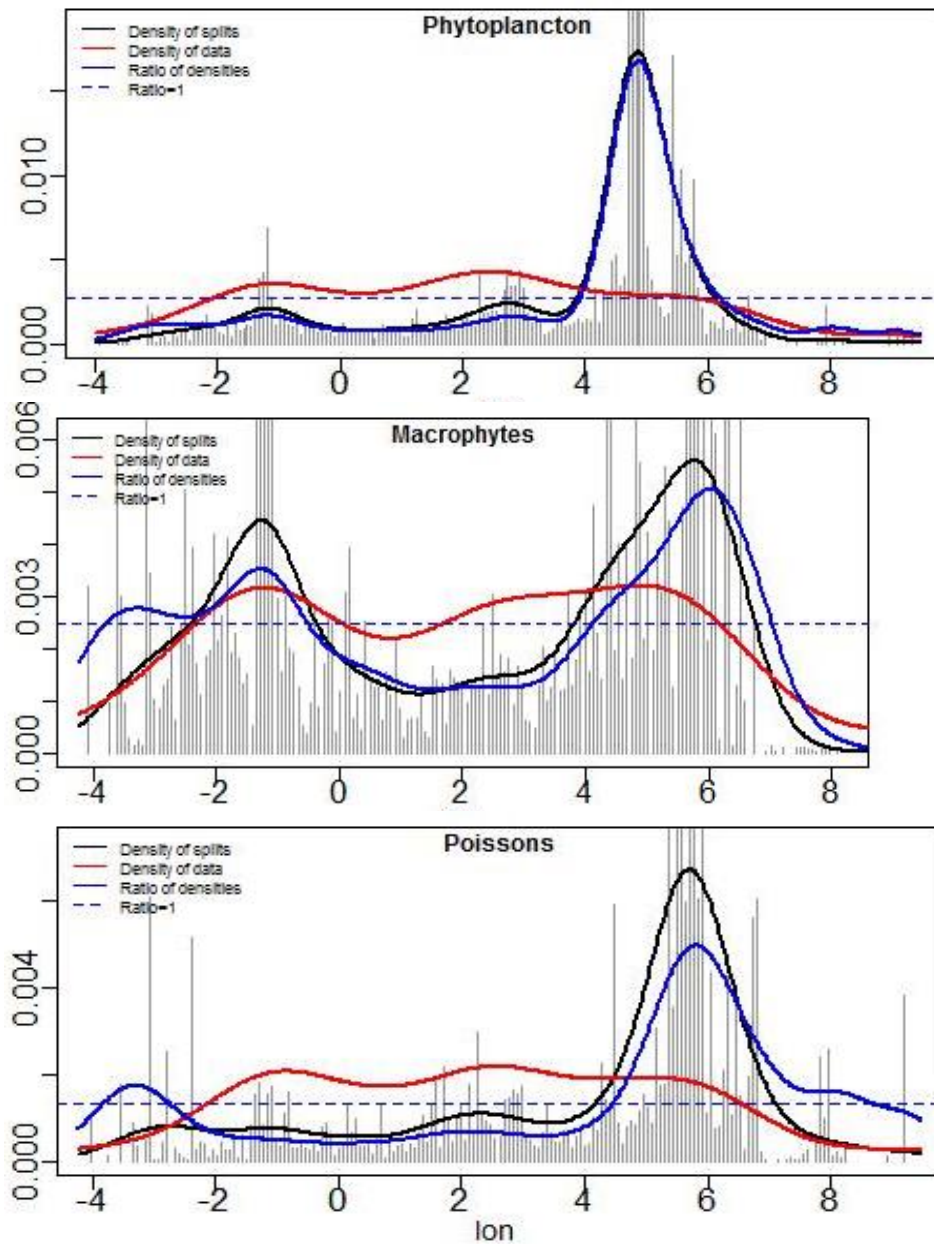 Phytoplancton
Density of splits
Density of data
Ratio of densities
Ratio=1
0.010
0.000
-4 -2 0 2 4 6 8
Macrophytes
Density of splits
Density of data
Ratio of densities
Ratio=1
0.006
0.003
0.000
-4 -2 0 2 4 6 8
Poissons
Density of splits
Density of data
Ratio of densities
Ratio=1
0.004
0.000
-4 -2 0 2 4 6 8
lon